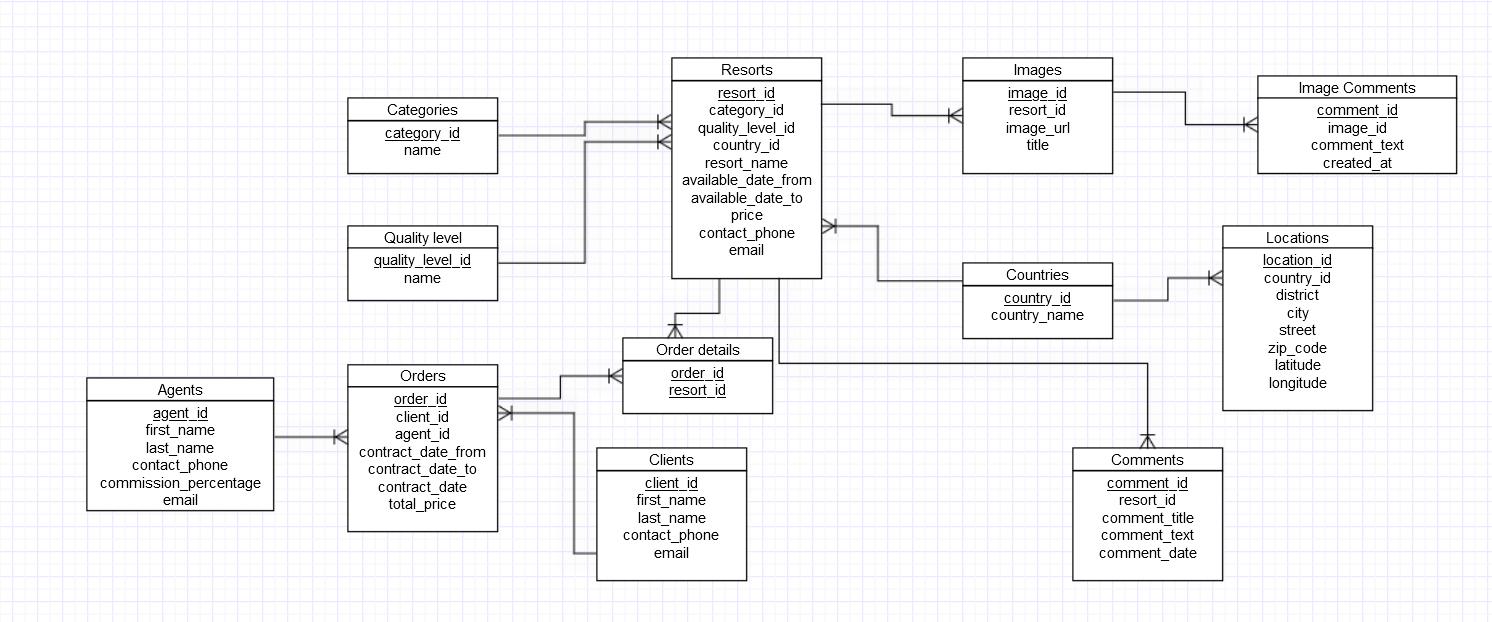 Resorts
resort_id
category_id
quality_level_id
country_id
resort_name
available_date_from
available_date_to
price
contact_phone
email
Images
image_id
resort_id
image_url
title
Image Comments
comment_id
image_id
comment_text
created_at
Categories
category_id
name
Quality level
quality_level_id
name
Locations
location_id
country_id
district
city
street
zip_code
latitude
longitude
Countries
country_id
country_name
Order details
order_id
resort_id
Agents
agent_id
first_name
last_name
contact_phone
commission_percentage
email
Orders
order_id
client_id
agent_id
contract_date_from
contract_date_to
contract_date
total_price
Clients
client_id
first_name
last_name
contact_phone
email
Comments
comment_id
resort_id
comment_title
comment_text
comment_date